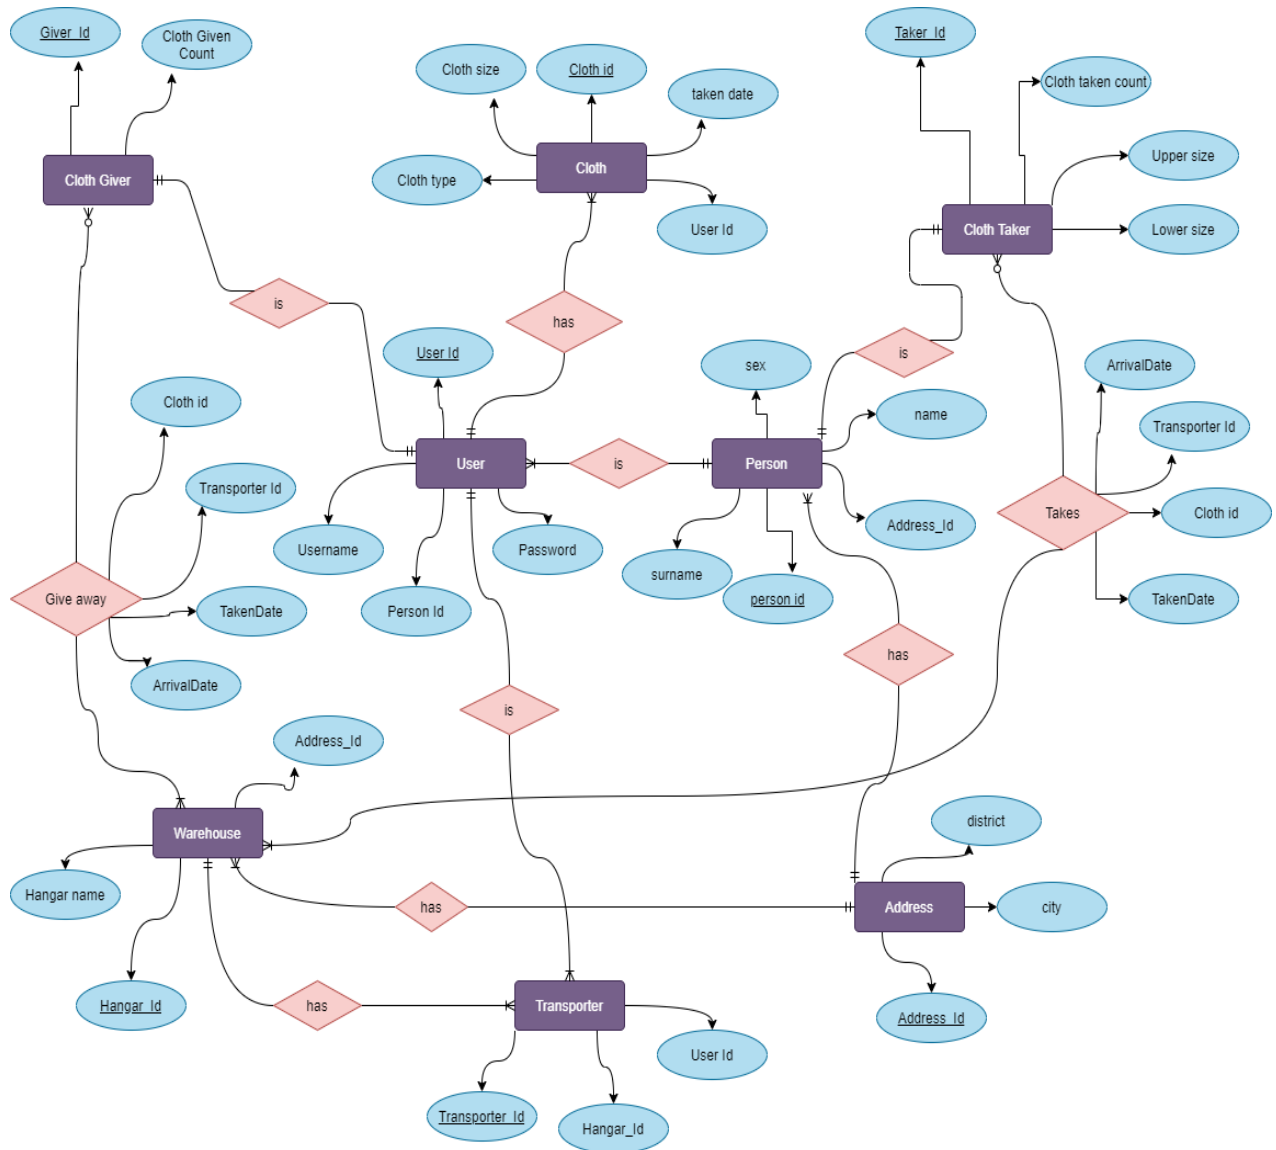 Giver_Id
Cloth Given
Count
Cloth size
Cloth id
taken date
Taker_Id
Cloth taken count
Cloth Giver
Cloth type
Cloth
User Id
Upper size
Cloth Taker
Lower size
is
has
User Id
sex
is
ArrivalDate
Cloth id
name
Transporter Id
User
is
Person
Transporter Id
Takes
Cloth id
Username
Password
Address_Id
surname
person id
Person Id
Give away
TakenDate
TakenDate
ArrivalDate
has
is
Address_Id
Warehouse
district
Hangar name
has
Address
city
Hangar_Id
has
Transporter
Address_Id
User Id
Transporter_Id
Hangar_Id